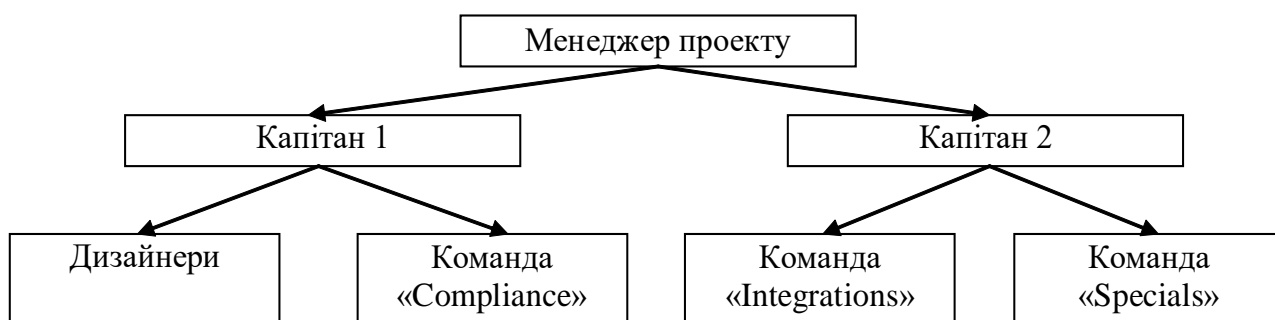 Менеджер проекту
Капітан 1
Капітан 2
Дизайнери
Команда
«Compliance»
Команда
«Integrations»
Команда
«Specials»